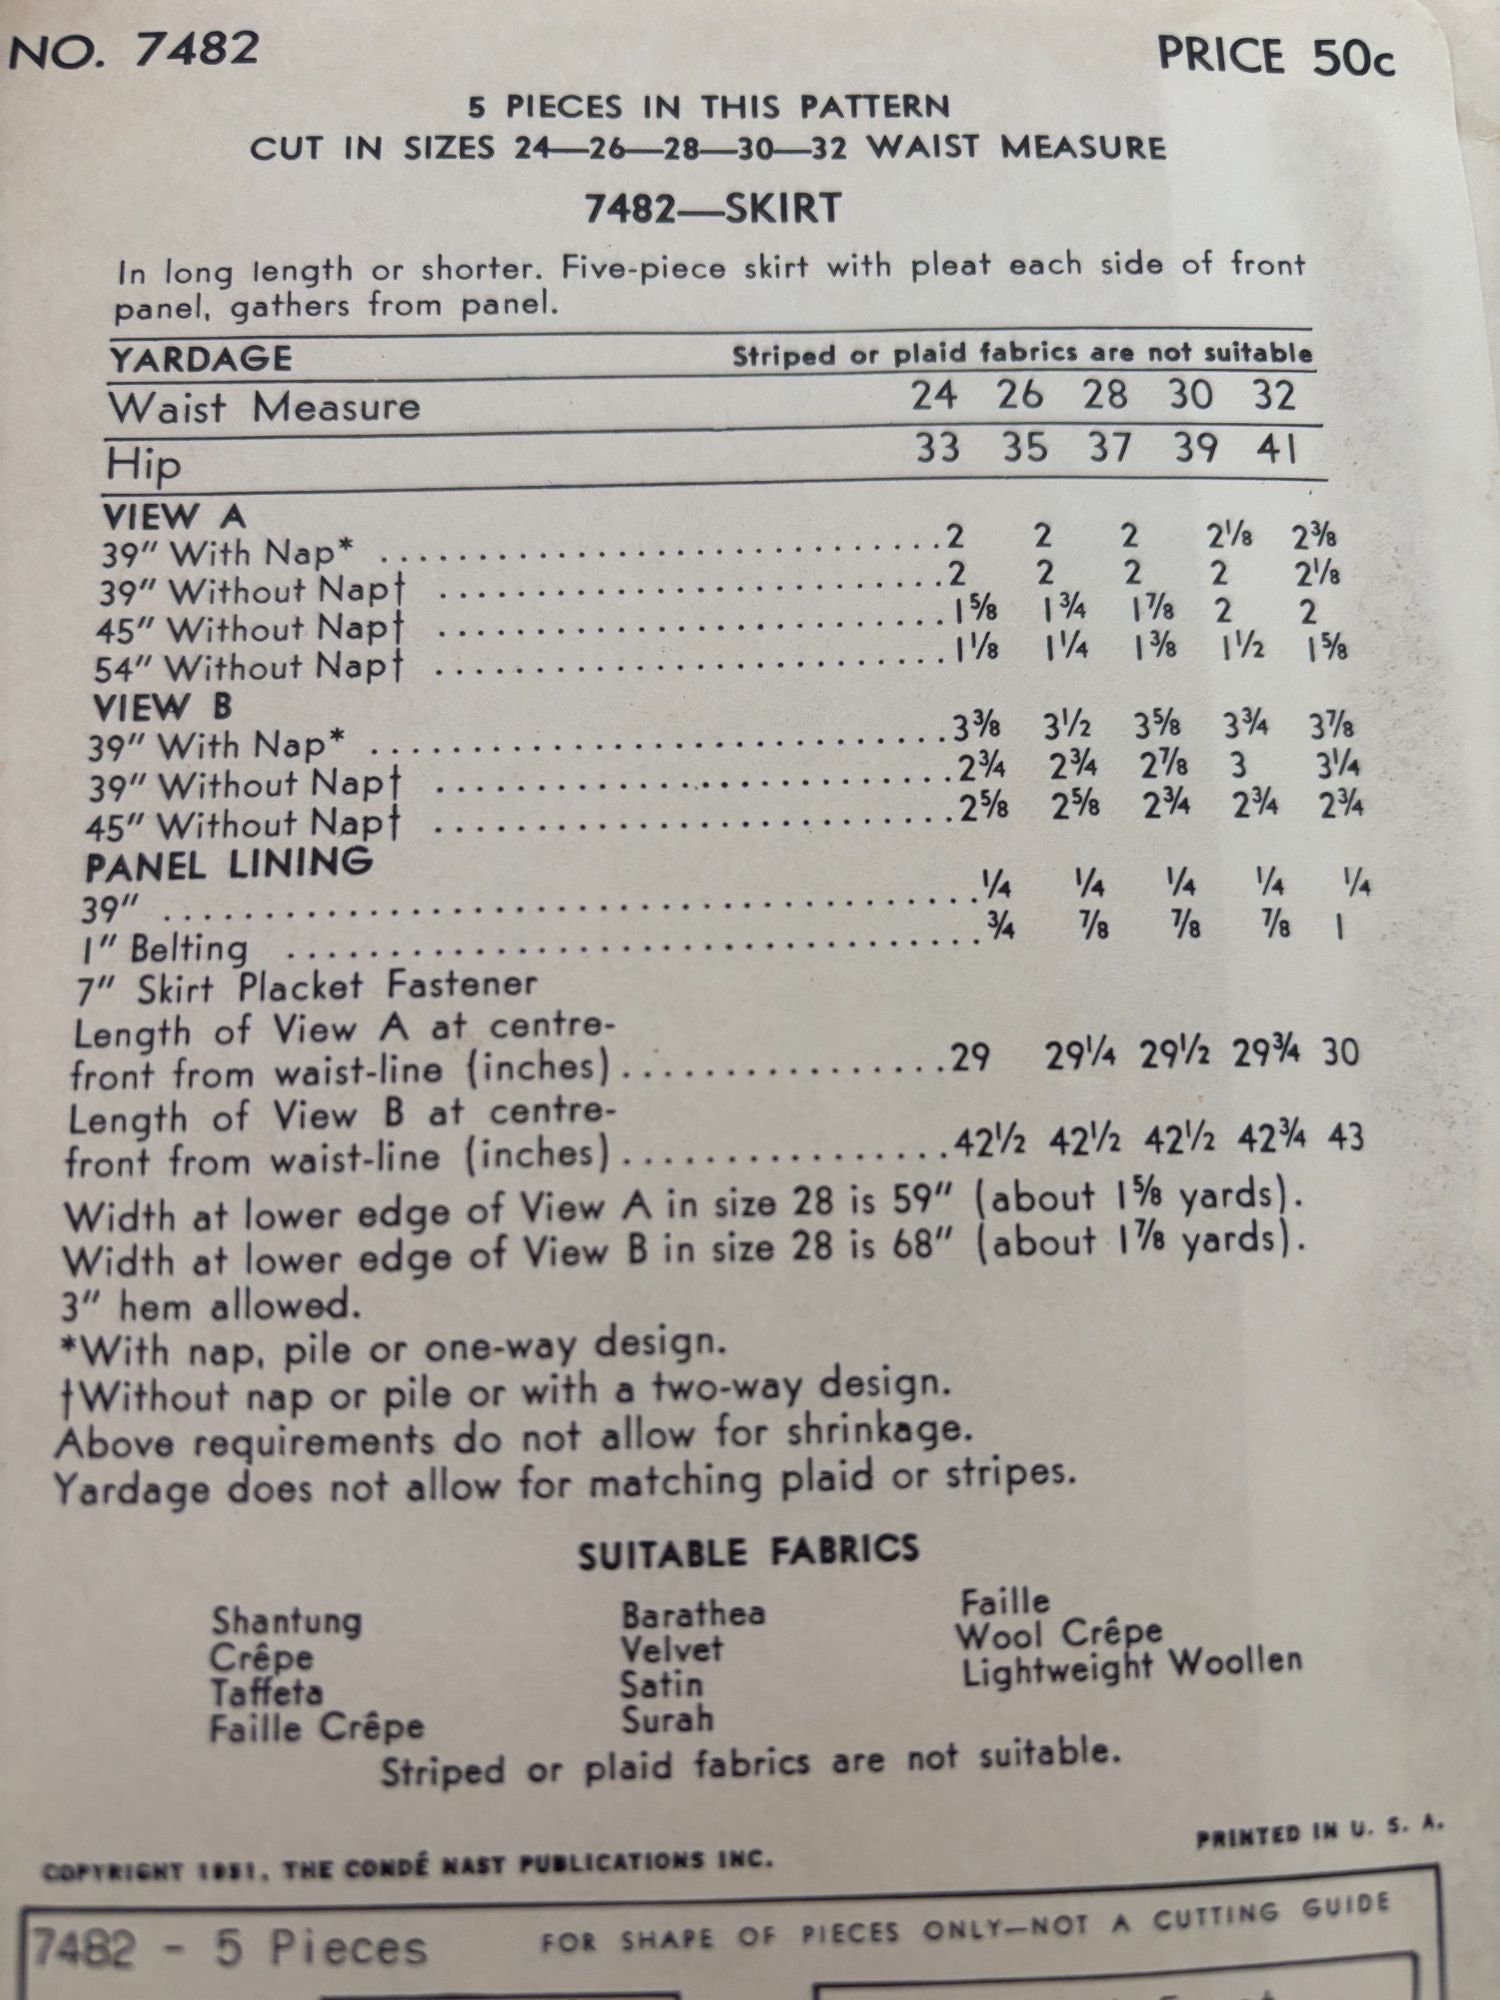 NO. 7482 PRICE 50c
5 PIECES IN THIS PATTERN
CUT IN SIZES 24—26—28—30—32 WAIST MEASURE
7482—SKIRT
In long length or shorter. Five-piece skirt with pleat each side of front
panel, gathers from panel.
YARDAGE Striped or plaid fabrics are not suitable
Waist Measure 24 26 28 30 32
Hip 33 35 37 39 41
VIEW A
39" With Nap* 2 2 2 2⅛ 2⅜
39" Without Nap† 2 2 2 2 2⅛
45" Without Nap† 1⅝ 1¾ 1⅞ 2 2
54" Without Nap† 1⅛ 1¼ 1⅜ 1½ 1⅝
VIEW B
39" With Nap* 3⅜ 3½ 3⅝ 3¾ 3⅞
39" Without Nap† 2¾ 2¾ 2⅞ 3 3¼
45" Without Nap† 2⅝ 2⅝ 2¾ 2¾ 2¾
PANEL LINING
39" ¼ ¼ ¼ ¼ ¼
1" Belting ¾ ⅞ ⅞ ⅞ 1
7" Skirt Placket Fastener
Length of View A at centre-
front from waist-line (inches) 29 29¼ 29½ 29¾ 30
Length of View B at centre-
front from waist-line (inches) 42½ 42½ 42½ 42¾ 43
Width at lower edge of View A in size 28 is 59" (about 1⅝ yards).
Width at lower edge of View B in size 28 is 68" (about 1⅞ yards).
3" hem allowed.
*With nap, pile or one-way design.
†Without nap or pile or with a two-way design.
Above requirements do not allow for shrinkage.
Yardage does not allow for matching plaid or stripes.
SUITABLE FABRICS
Shantung Barathea Faille
Crêpe Velvet Wool Crêpe
Taffeta Satin Lightweight Woollen
Faille Crêpe Surah
Striped or plaid fabrics are not suitable.
COPYRIGHT 1951, THE CONDÉ NAST PUBLICATIONS INC. PRINTED IN U. S. A.
7482 - 5 Pieces FOR SHAPE OF PIECES ONLY—NOT A CUTTING GUIDE